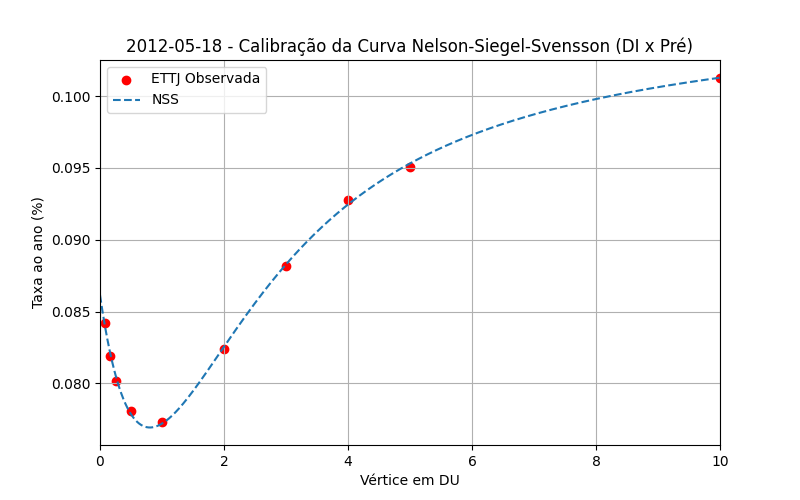 2012-05-18 - Calibração da Curva Nelson-Siegel-Svensson (DI x Pré)
ETTJ Observada
NSS
Taxa ao ano (%)
0.100
0.095
0.090
0.085
0.080
0 2 4 6 8 10
Vértice em DU